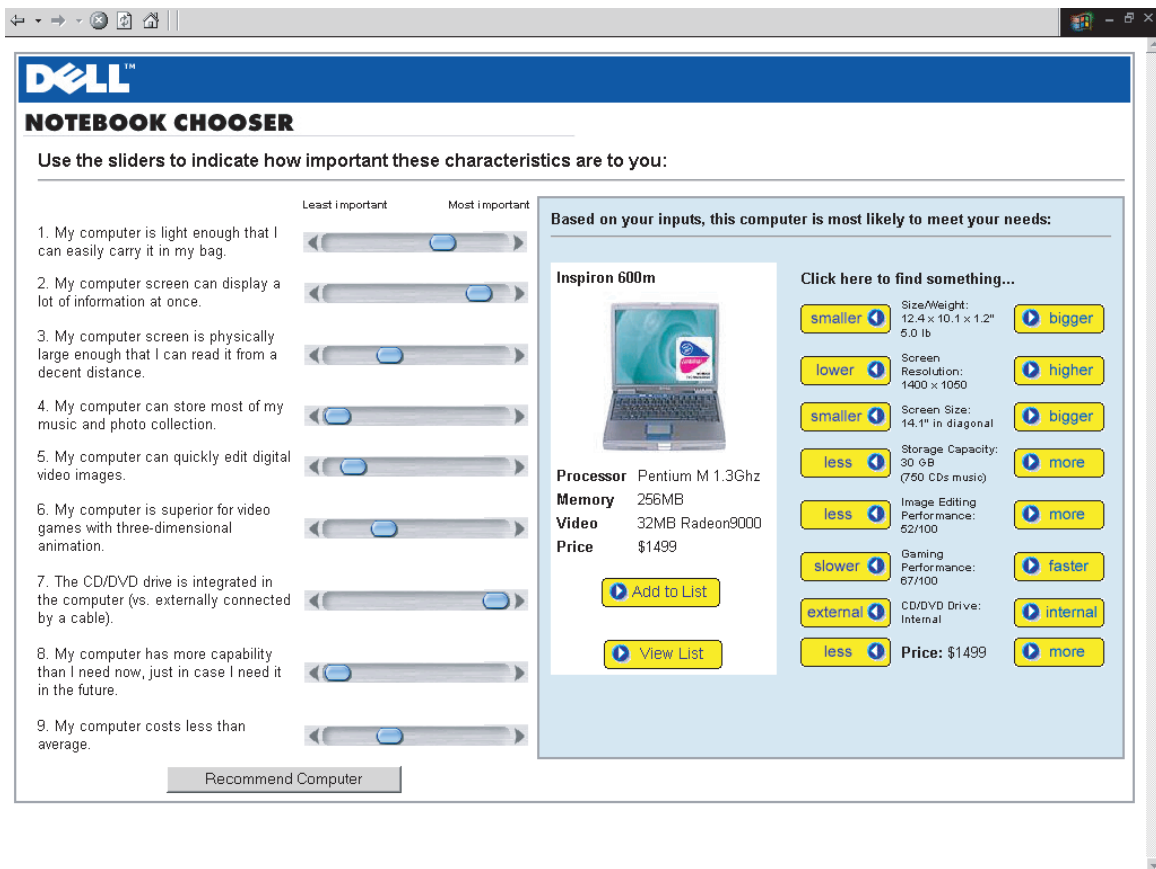 DELL™
NOTEBOOK CHOOSER
Use the sliders to indicate how important these characteristics are to you:
Least important
Most important
1. My computer is light enough that I
can easily carry it in my bag.
2. My computer screen can display a
lot of information at once.
3. My computer screen is physically
large enough that I can read it from a
decent distance.
4. My computer can store most of my
music and photo collection.
5. My computer can quickly edit digital
video images.
6. My computer is superior for video
games with three-dimensional
animation.
7. The CD/DVD drive is integrated in
the computer (vs. externally connected
by a cable).
8. My computer has more capability
than I need now, just in case I need it
in the future.
9. My computer costs less than
average.
Recommend Computer
Based on your inputs, this computer is most likely to meet your needs:
Inspiron 600m
Processor Pentium M 1.3Ghz
Memory 256MB
Video 32MB Radeon9000
Price $1499
Add to List
View List
Click here to find something...
smaller
Size/Weight:
12.4 x 10.1 x 1.2"
5.0 lb
bigger
lower
Screen
Resolution:
1400 x 1050
higher
smaller
Screen Size:
14.1" in diagonal
bigger
less
Storage Capacity:
30 GB
(750 CDs music)
more
less
Image Editing
Performance:
52/100
more
slower
Gaming
Performance:
67/100
faster
external
CD/DVD Drive:
Internal
internal
less
Price: $1499
more